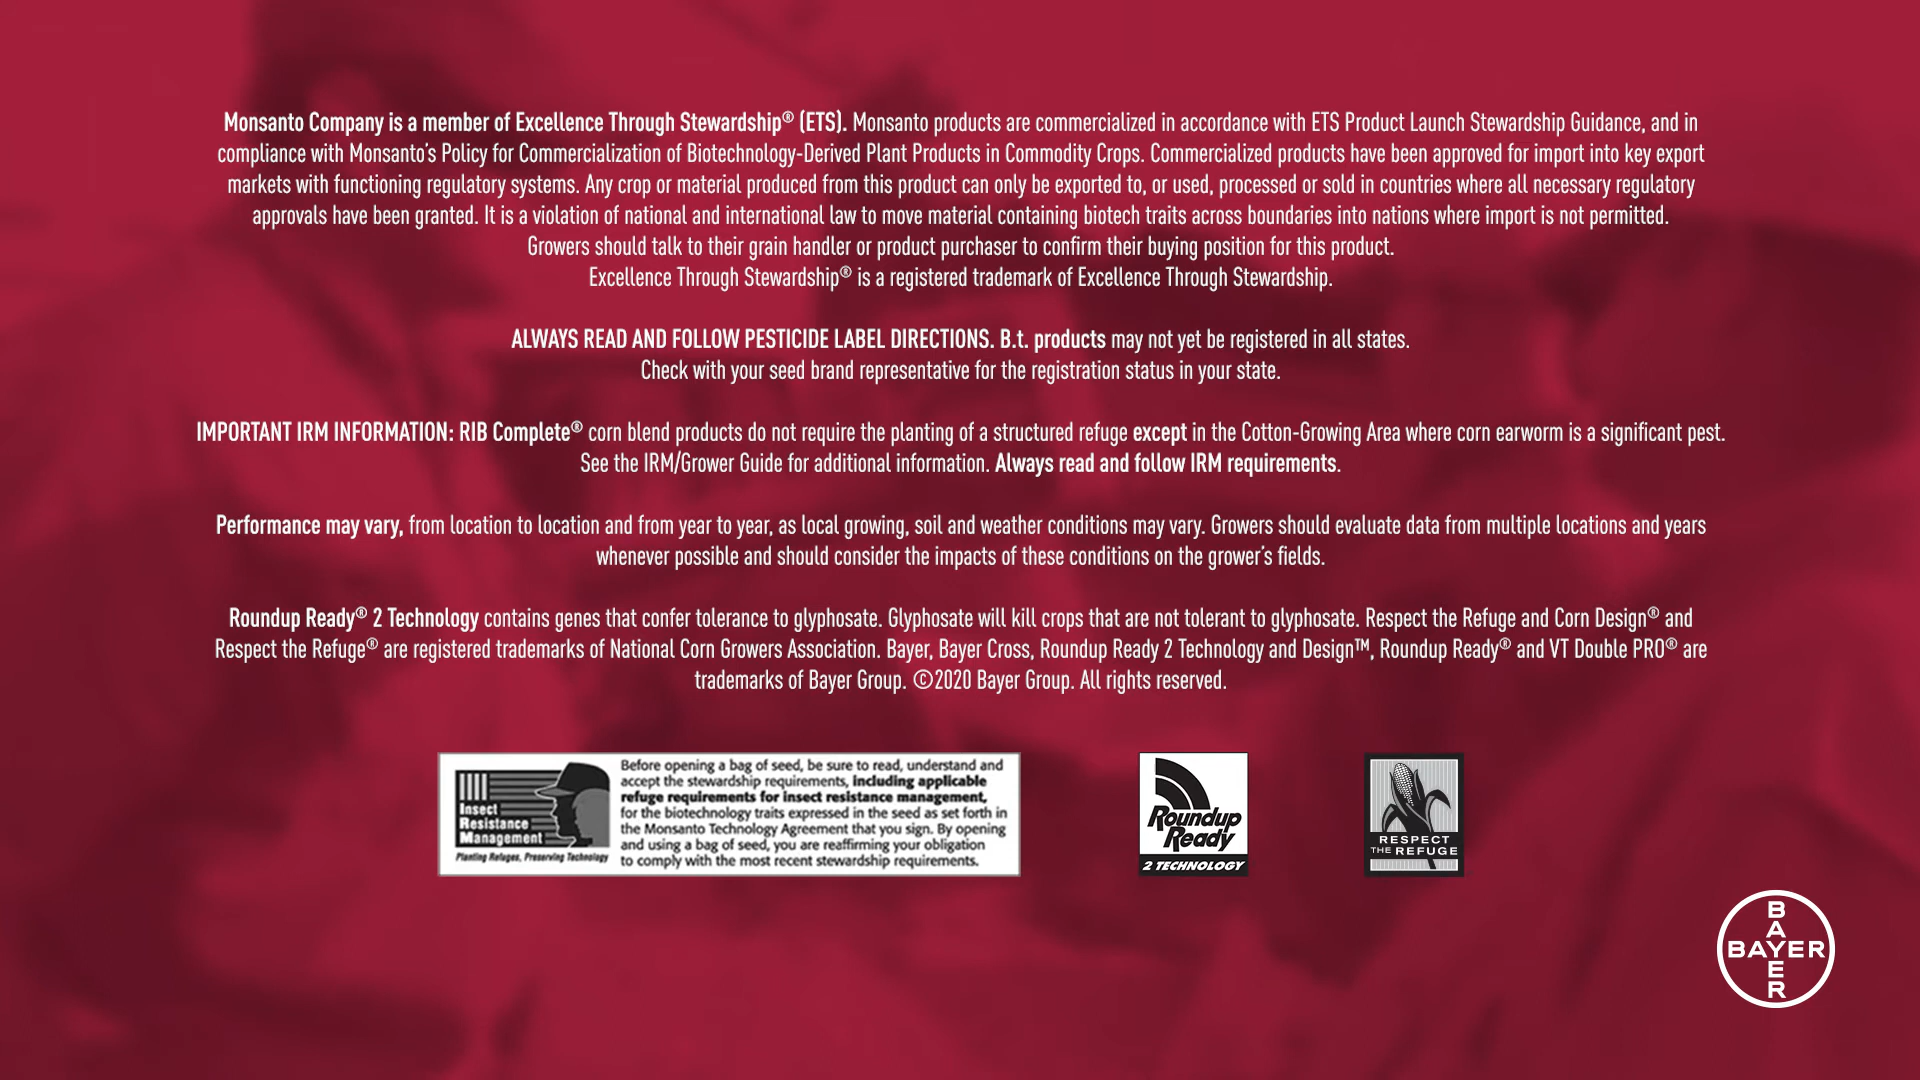 Monsanto Company is a member of Excellence Through Stewardship® (ETS). Monsanto products are commercialized in accordance with ETS Product Launch Stewardship Guidance, and in
compliance with Monsanto's Policy for Commercialization of Biotechnology-Derived Plant Products in Commodity Crops. Commercialized products have been approved for import into key export
markets with functioning regulatory systems. Any crop or material produced from this product can only be exported to, or used, processed or sold in countries where all necessary regulatory
approvals have been granted. It is a violation of national and international law to move material containing biotech traits across boundaries into nations where import is not permitted.
Growers should talk to their grain handler or product purchaser to confirm their buying position for this product.
Excellence Through Stewardship® is a registered trademark of Excellence Through Stewardship.
ALWAYS READ AND FOLLOW PESTICIDE LABEL DIRECTIONS. B.t. products may not yet be registered in all states.
Check with your seed brand representative for the registration status in your state.
IMPORTANT IRM INFORMATION: RIB Complete® corn blend products do not require the planting of a structured refuge except in the Cotton-Growing Area where corn earworm is a significant pest.
See the IRM/Grower Guide for additional information. Always read and follow IRM requirements.
Performance may vary, from location to location and from year to year, as local growing, soil and weather conditions may vary. Growers should evaluate data from multiple locations and years
whenever possible and should consider the impacts of these conditions on the grower's fields.
Roundup Ready® 2 Technology contains genes that confer tolerance to glyphosate. Glyphosate will kill crops that are not tolerant to glyphosate. Respect the Refuge and Corn Design® and
Respect the Refuge® are registered trademarks of National Corn Growers Association. Bayer, Bayer Cross, Roundup Ready 2 Technology and Design™, Roundup Ready® and VT Double PRO® are
trademarks of Bayer Group. ©2020 Bayer Group. All rights reserved.
Insect
Resistance
Management
Planting Refuges, Preserving Technology
Before opening a bag of seed, be sure to read, understand and
accept the stewardship requirements, including applicable
refuge requirements for insect resistance management,
for the biotechnology traits expressed in the seed as set forth in
the Monsanto Technology Agreement that you sign. By opening
and using a bag of seed, you are reaffirming your obligation
to comply with the most recent stewardship requirements.
Roundup
Ready
2 TECHNOLOGY
RESPECT
THE REFUGE
BAYER
BAYER